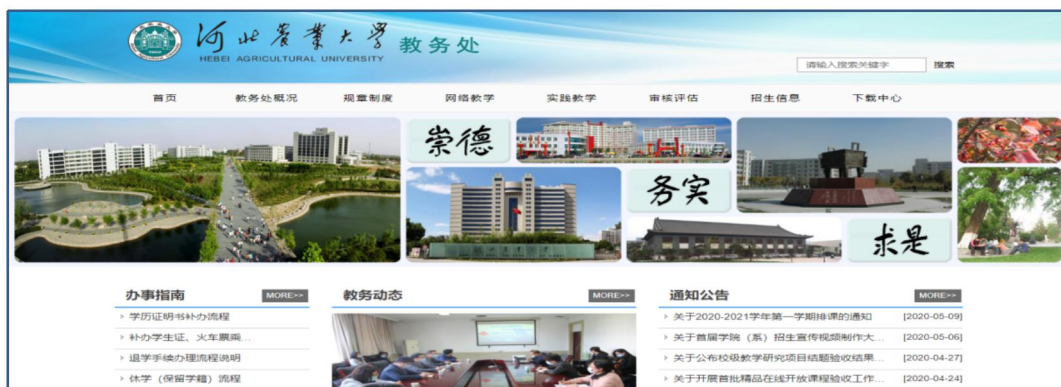 河北农业大学 教务处
HEBEI AGRICULTURAL UNIVERSITY
请输入搜索关键字 搜索
首页 教务处概况 规章制度 网络教学 实践教学 审核评估 招生信息 下载中心
崇德
务实
求是
办事指南 MORE>>
学历证明书补办流程
补办学生证、火车票乘...
退学手续办理流程说明
休学（保留学籍）流程
教务动态 MORE>>
通知公告 MORE>>
关于2020-2021学年第一学期排课的通知 [2020-05-09]
关于首届学院（系）招生宣传视频制作大... [2020-05-06]
关于公布校级教学研究项目结题验收结果... [2020-04-27]
关于开展首批精品在线开放课程验收工作... [2020-04-24]